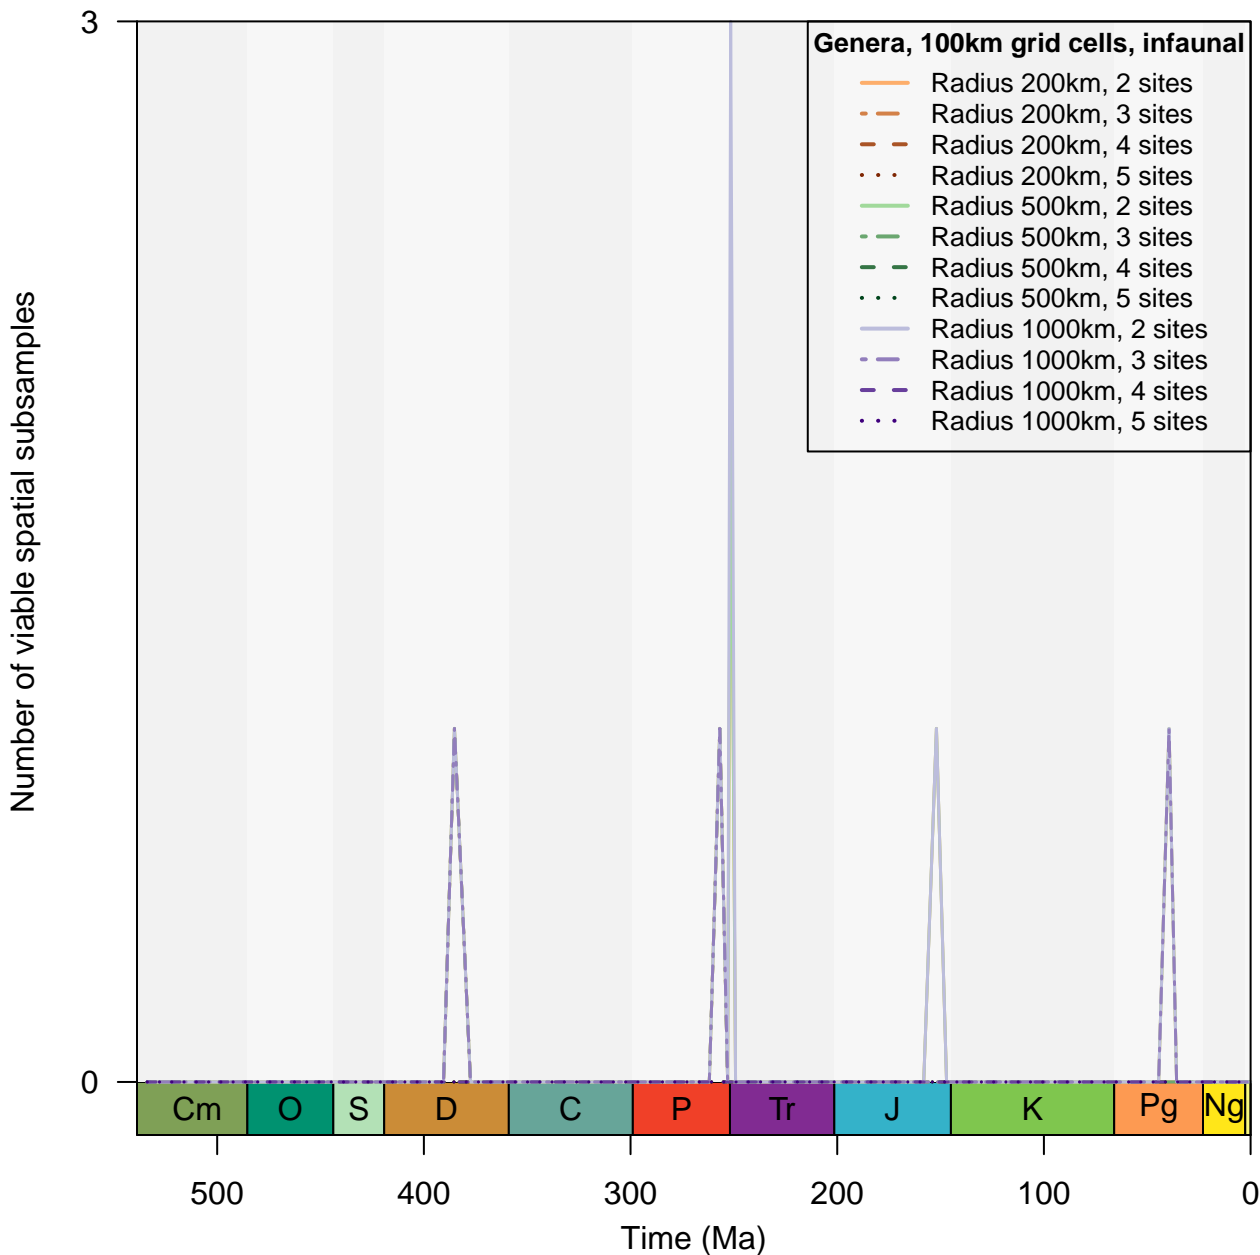 3
Genera, 100km grid cells, infaunal
Radius 200km, 2 sites
Radius 200km, 3 sites
Radius 200km, 4 sites
Radius 200km, 5 sites
Radius 500km, 2 sites
Radius 500km, 3 sites
Radius 500km, 4 sites
Radius 500km, 5 sites
Radius 1000km, 2 sites
Radius 1000km, 3 sites
Radius 1000km, 4 sites
Radius 1000km, 5 sites
Number of viable spatial subsamples
0
Cm O S D C P Tr J K Pg Ng
500 400 300 200 100 0
Time (Ma)